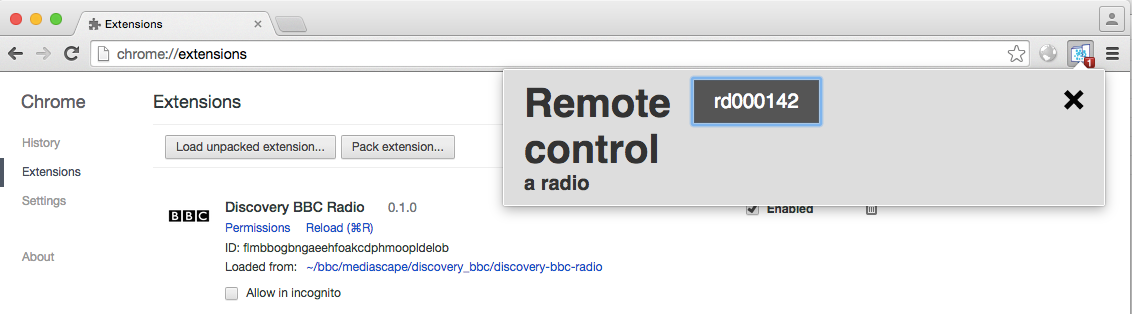 Extensions
chrome://extensions
1
Chrome
History
Extensions
Settings
About
Extensions
Load unpacked extension...
Pack extension...
Remote
control
a radio
rd000142
BBC
Discovery BBC Radio 0.1.0
Enabled
Permissions Reload (⌘R)
ID: flmbbogbngaeehfoakcdphmoopldelob
Loaded from: ~/bbc/mediascape/discovery_bbc/discovery-bbc-radio
Allow in incognito